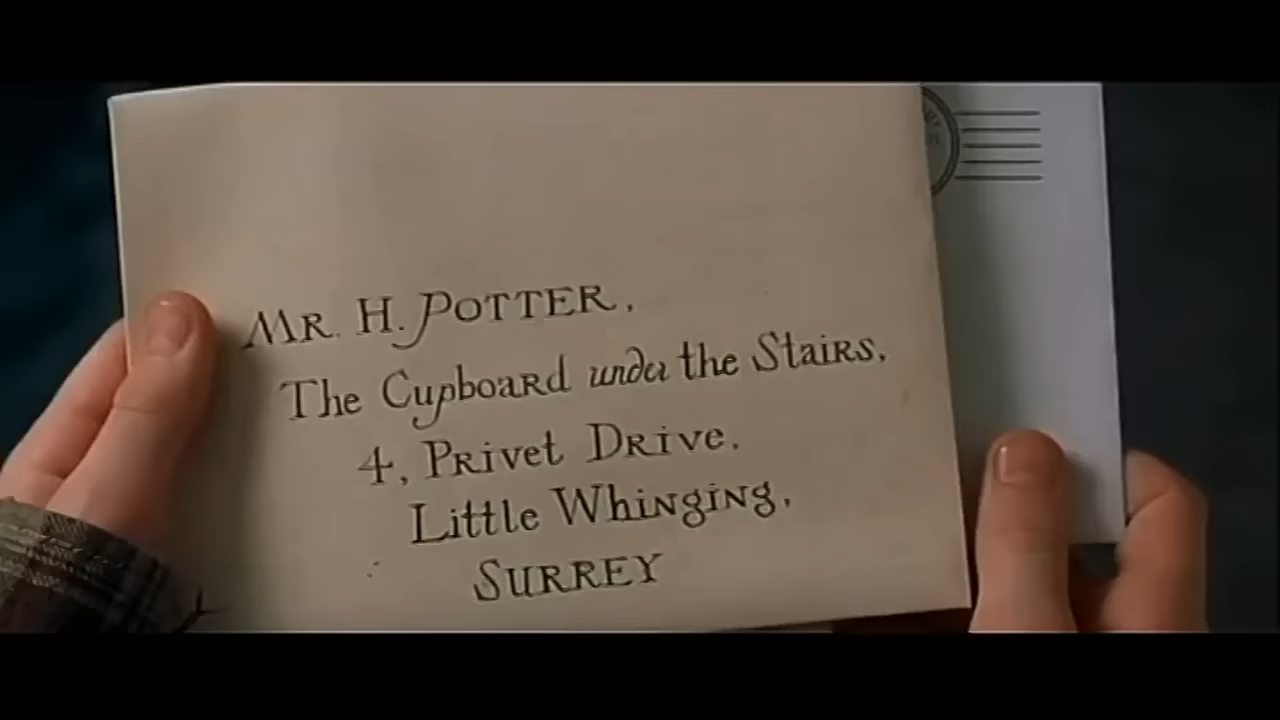 Mr. H. Potter,
The Cupboard under the Stairs,
4, Privet Drive,
Little Whinging,
Surrey